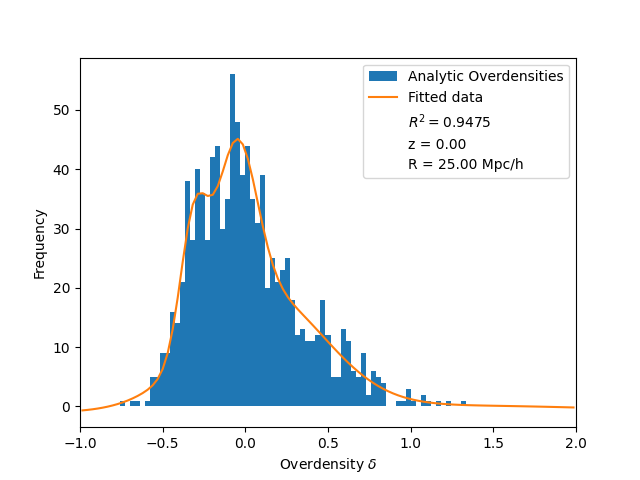 Analytic Overdensities
Fitted data
R² = 0.9475
z = 0.00
R = 25.00 Mpc/h
Frequency
50
40
30
20
10
0
−1.0 −0.5 0.0 0.5 1.0 1.5 2.0
Overdensity δ